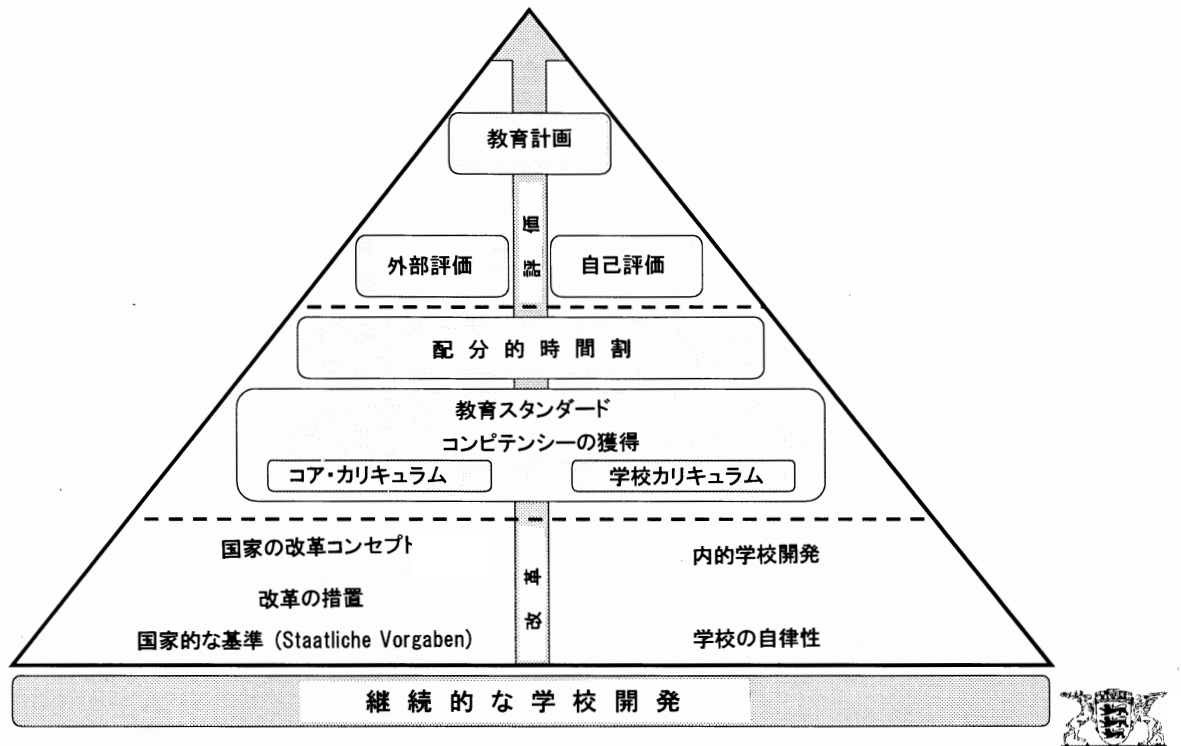 教育計画
評価
外部評価
自己評価
配分的時間割
教育スタンダード
コンピテンシーの獲得
コア・カリキュラム
学校カリキュラム
国家の改革コンセプト
改革の措置
国家的な基準 (Staatliche Vorgaben)
改革
内的学校開発
学校の自律性
継続的な学校開発